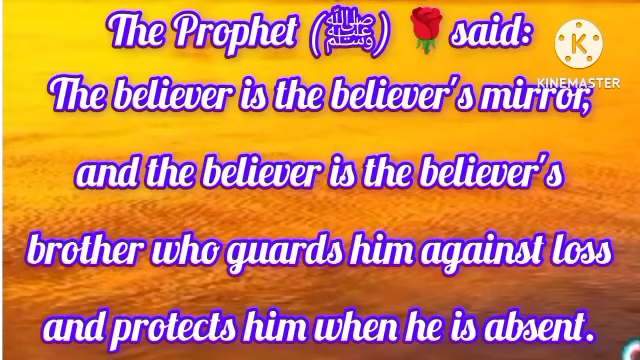 The Prophet (ﷺ) 🌹 said:
K
KINEMASTER
The believer is the believer's mirror,
and the believer is the believer's
brother who guards him against loss
and protects him when he is absent.